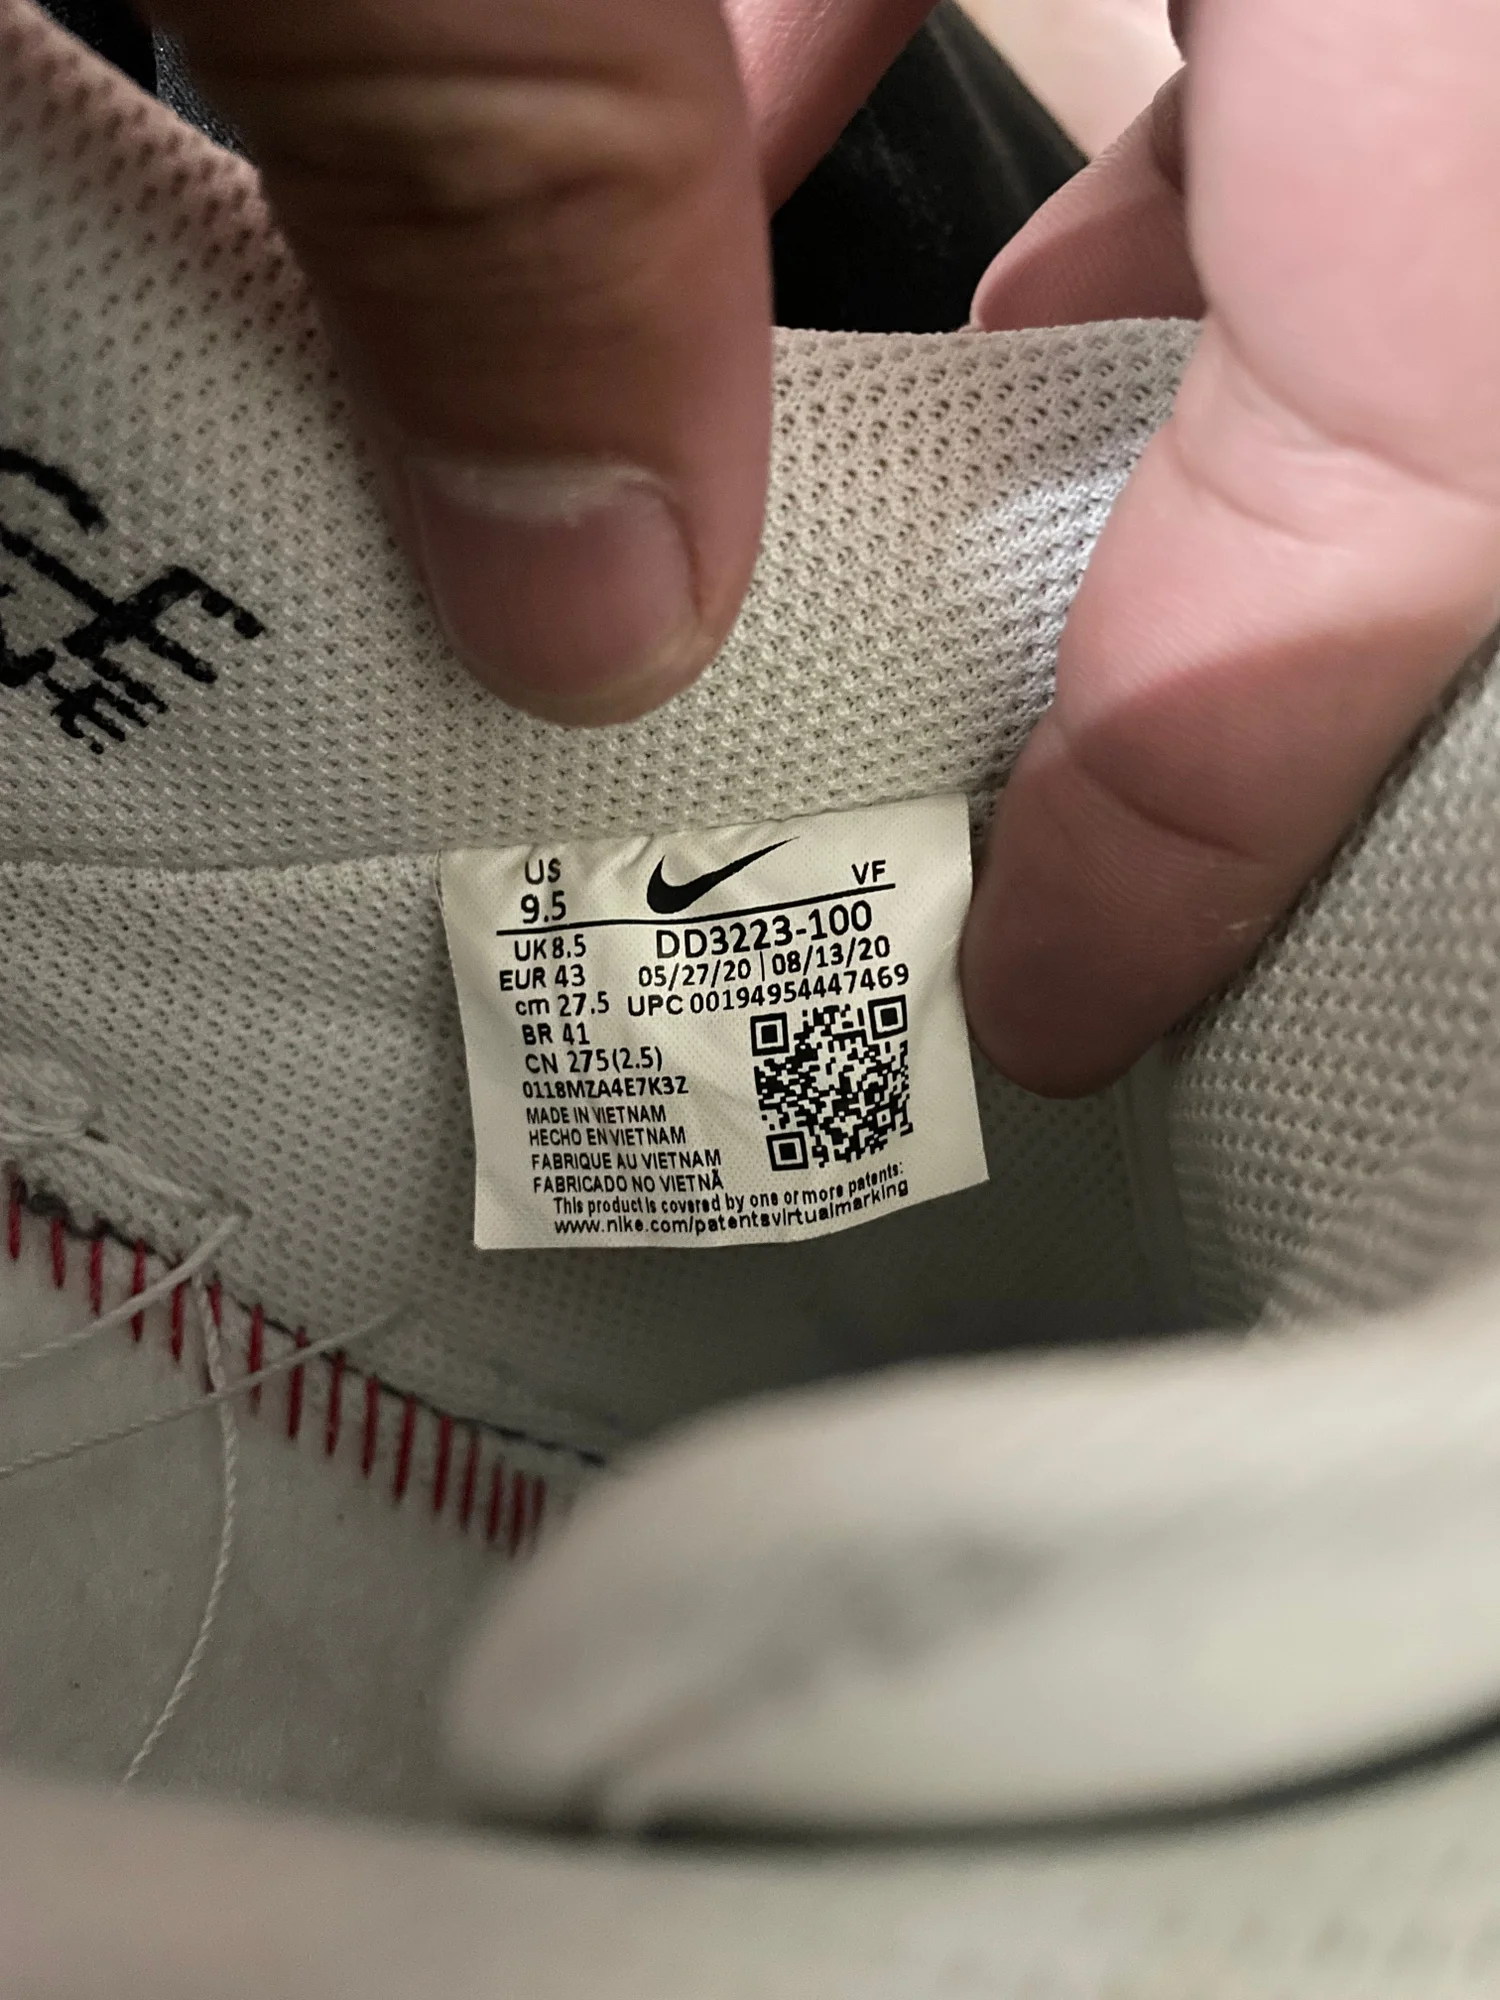 US
9.5
VF
UK 8.5
DD3223-100
EUR 43
05/27/20 | 08/13/20
cm 27.5
UPC 00194954447469
BR 41
CN 275(2.5)
0118MZA4E7K3Z
MADE IN VIETNAM
HECHO EN VIETNAM
FABRIQUE AU VIETNAM
FABRICADO NO VIETNÃ
This product is covered by one or more patents:
www.nike.com/patentsvirtualmarking